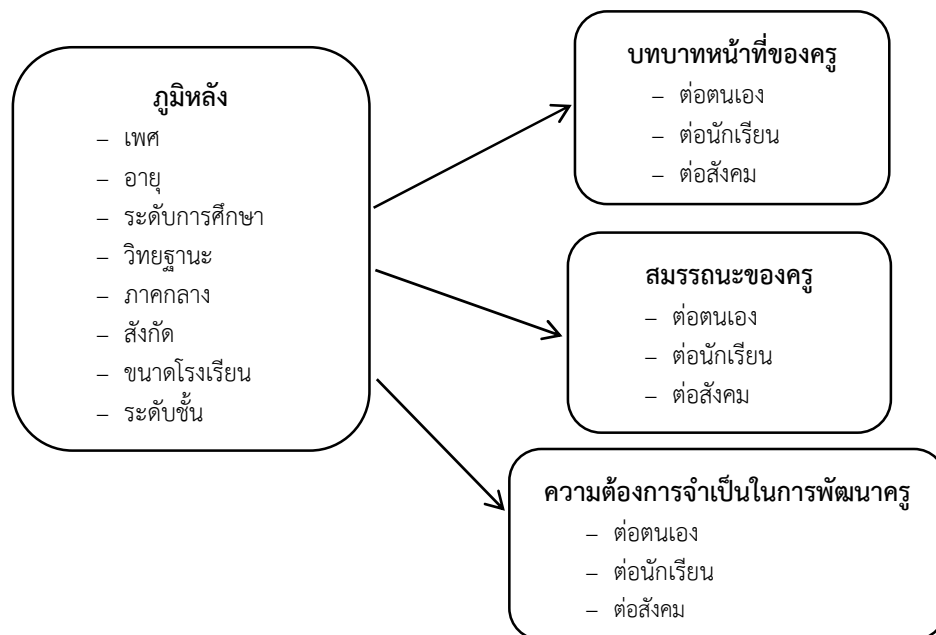 ภูมิหลัง
– เพศ
– อายุ
– ระดับการศึกษา
– วิทยฐานะ
– ภาคกลาง
– สังกัด
– ขนาดโรงเรียน
– ระดับชั้น
บทบาทหน้าที่ของครู
– ต่อตนเอง
– ต่อนักเรียน
– ต่อสังคม
สมรรถนะของครู
– ต่อตนเอง
– ต่อนักเรียน
– ต่อสังคม
ความต้องการจำเป็นในการพัฒนาครู
– ต่อตนเอง
– ต่อนักเรียน
– ต่อสังคม